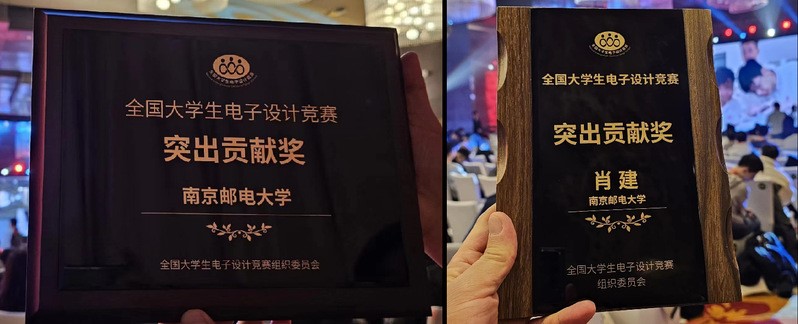 全国大学生电子设计竞赛
突出贡献奖
南京邮电大学
全国大学生电子设计竞赛组织委员会
全国大学生电子设计竞赛
突出贡献奖
肖建
南京邮电大学
全国大学生电子设计竞赛
组织委员会